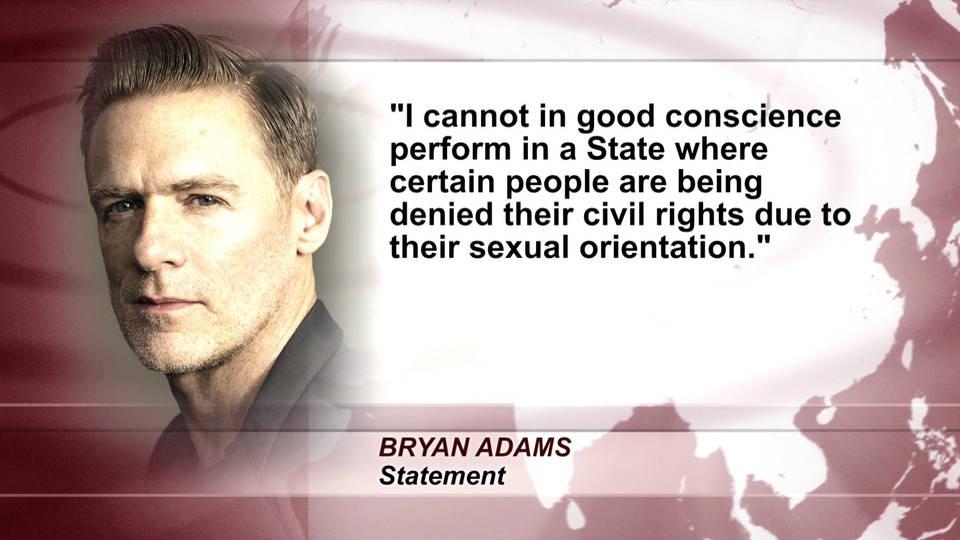 "I cannot in good conscience
perform in a State where
certain people are being
denied their civil rights due to
their sexual orientation."
BRYAN ADAMS
Statement